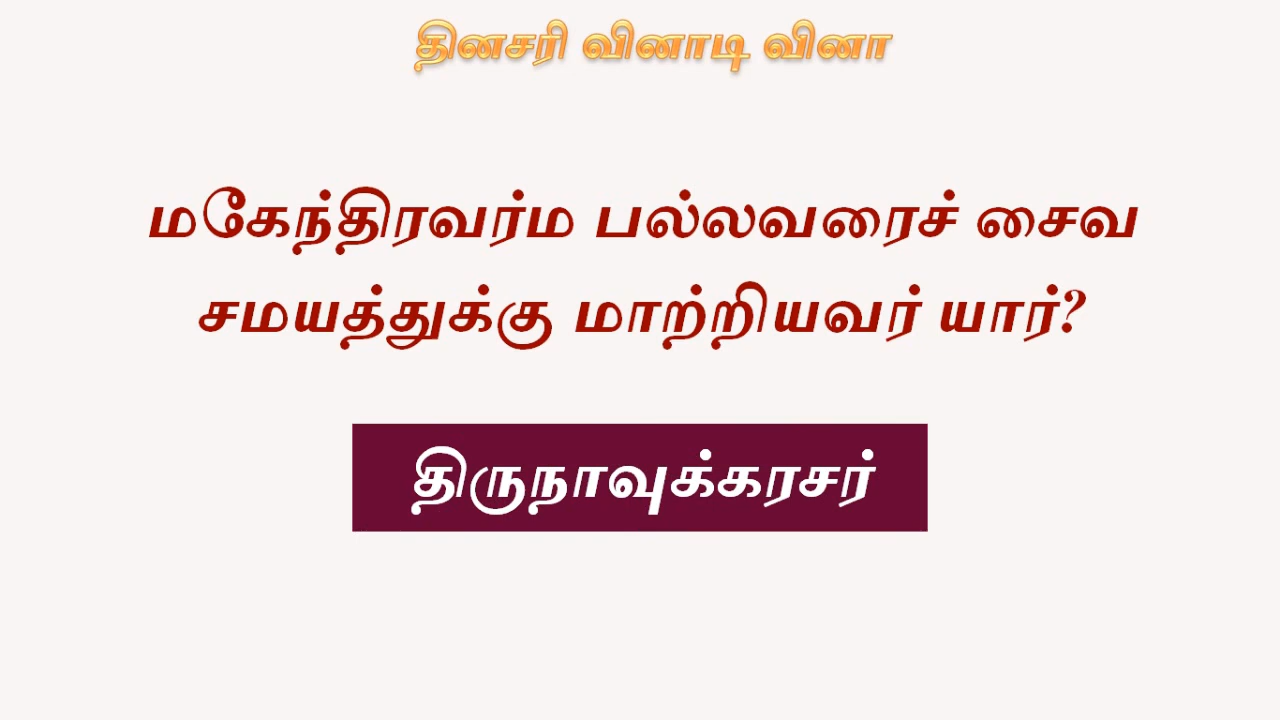 தினசரி வினாடி வினா
மகேந்திரவர்ம பல்லவரைச் சைவ
சமயத்துக்கு மாற்றியவர் யார்?
திருநாவுக்கரசர்